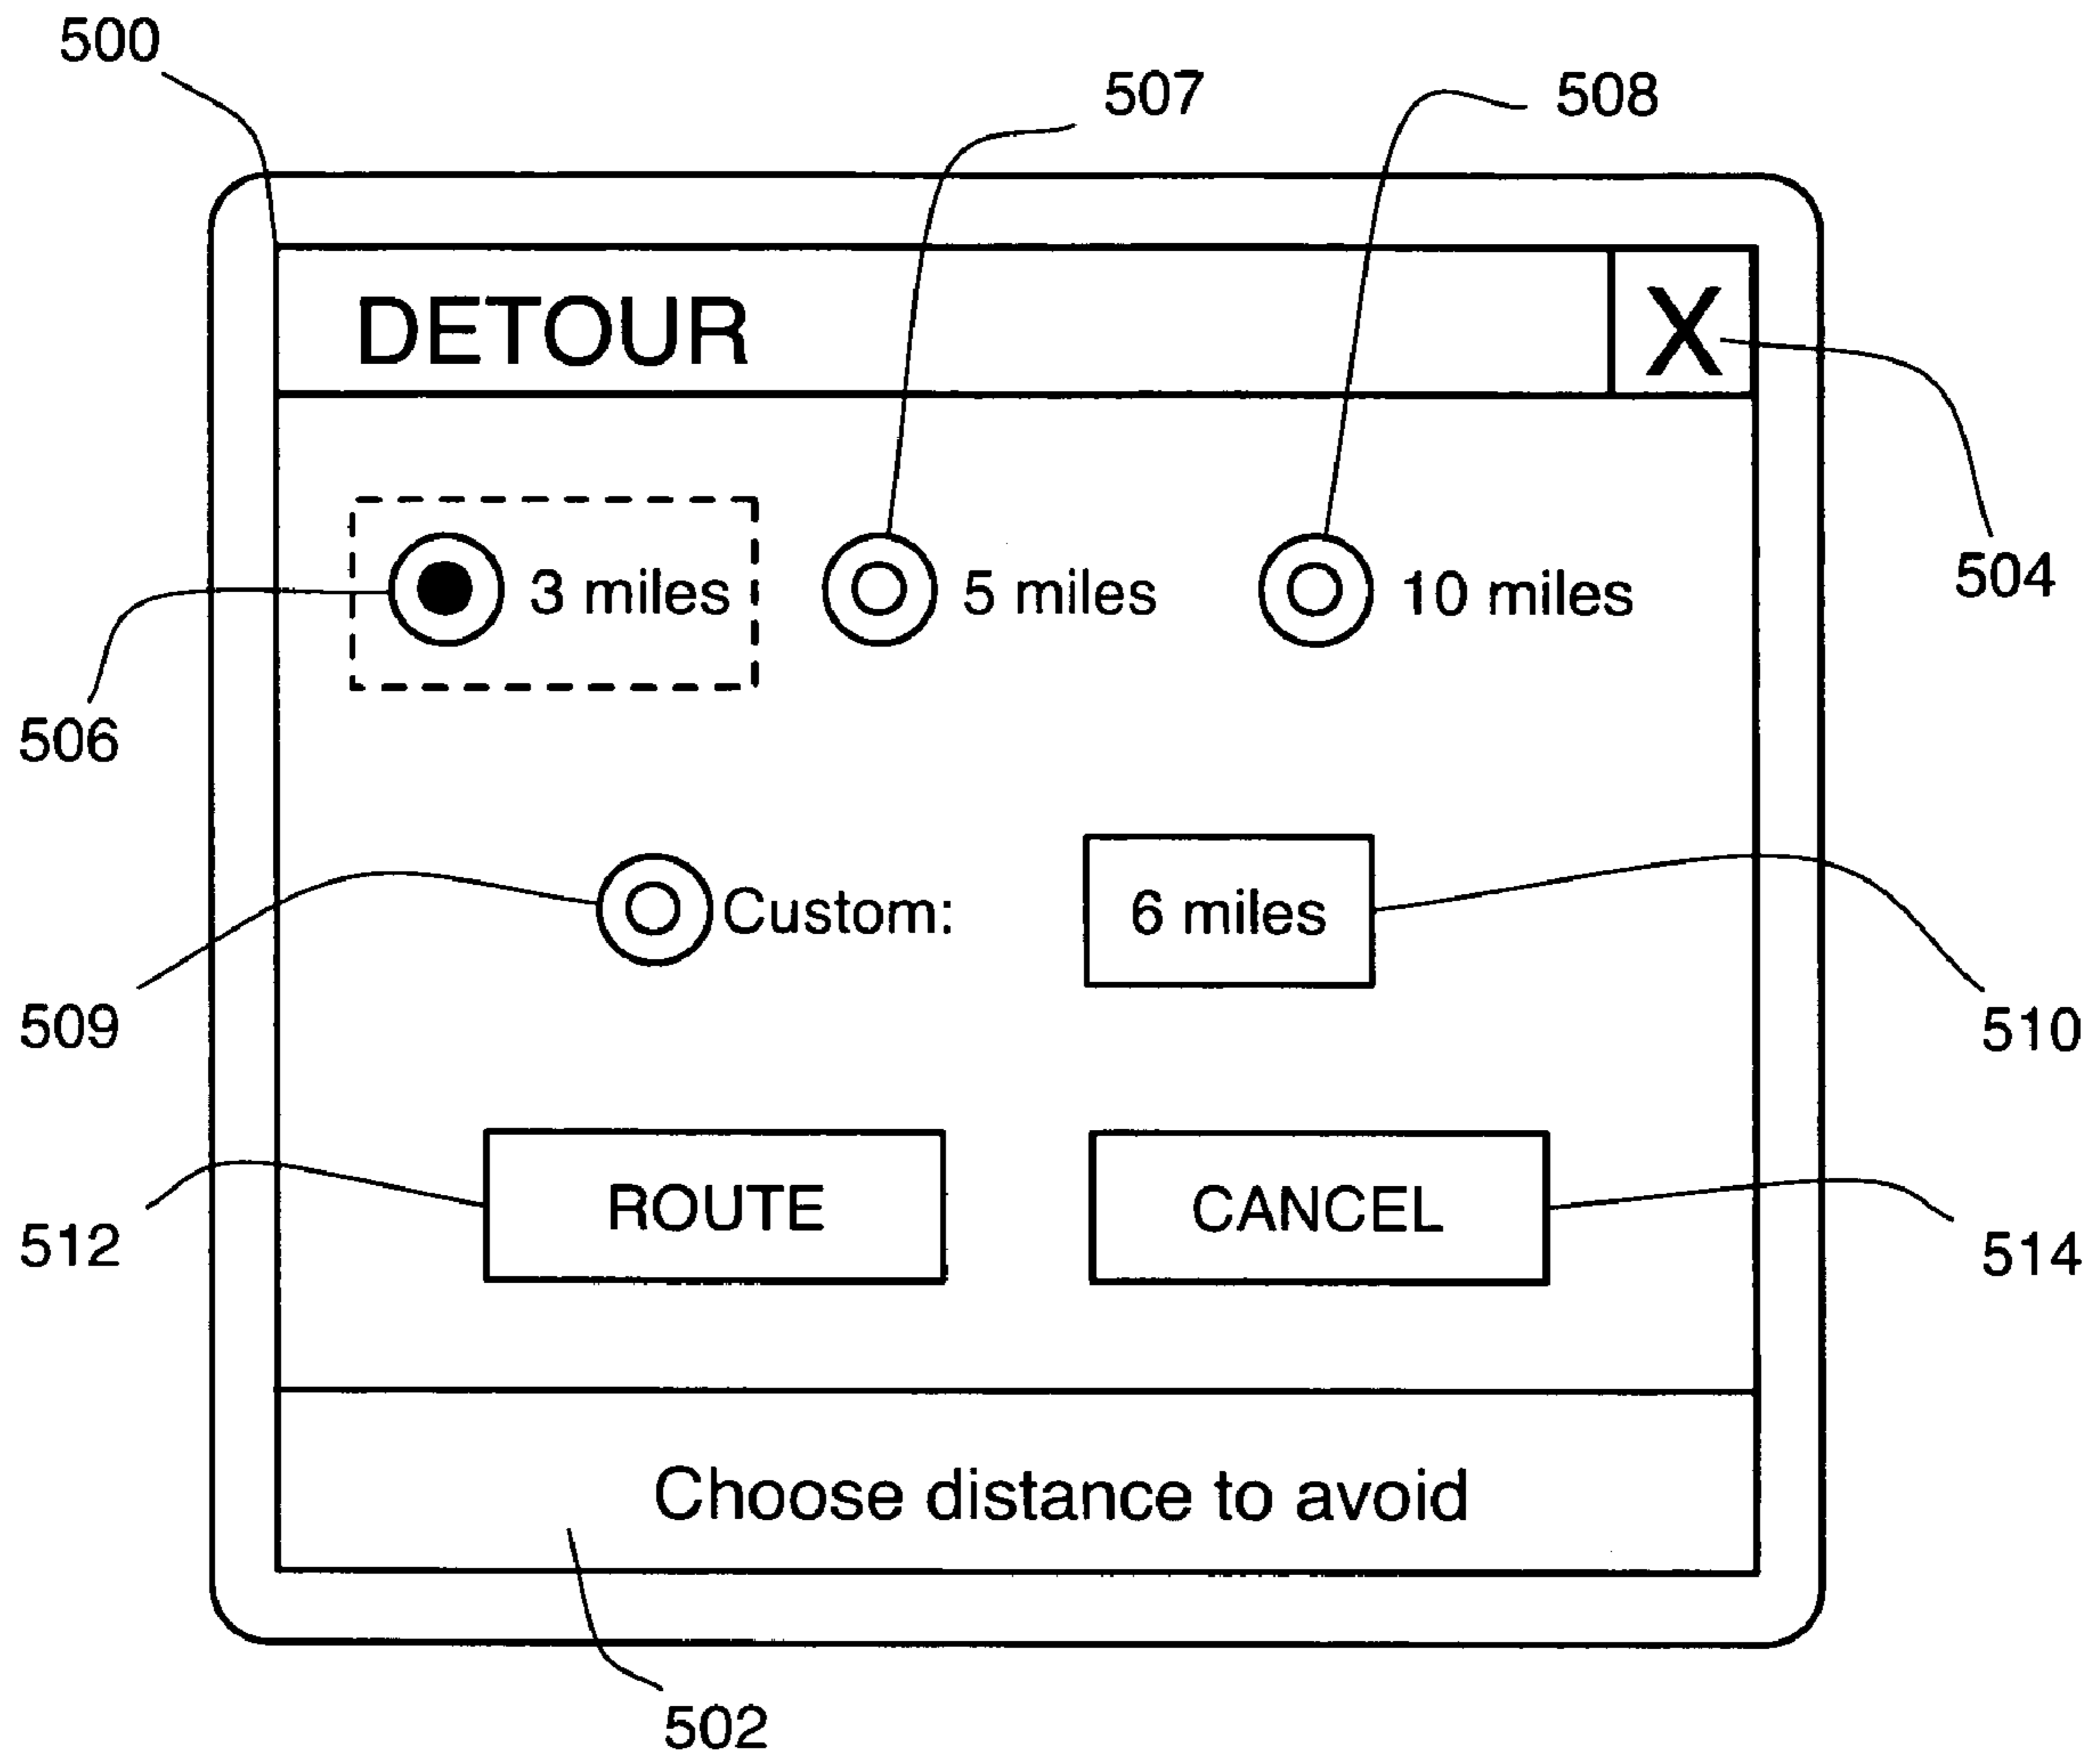 500
507
508
DETOUR
X
504
3 miles
5 miles
10 miles
506
Custom:
6 miles
509
510
ROUTE
CANCEL
512
514
Choose distance to avoid
502